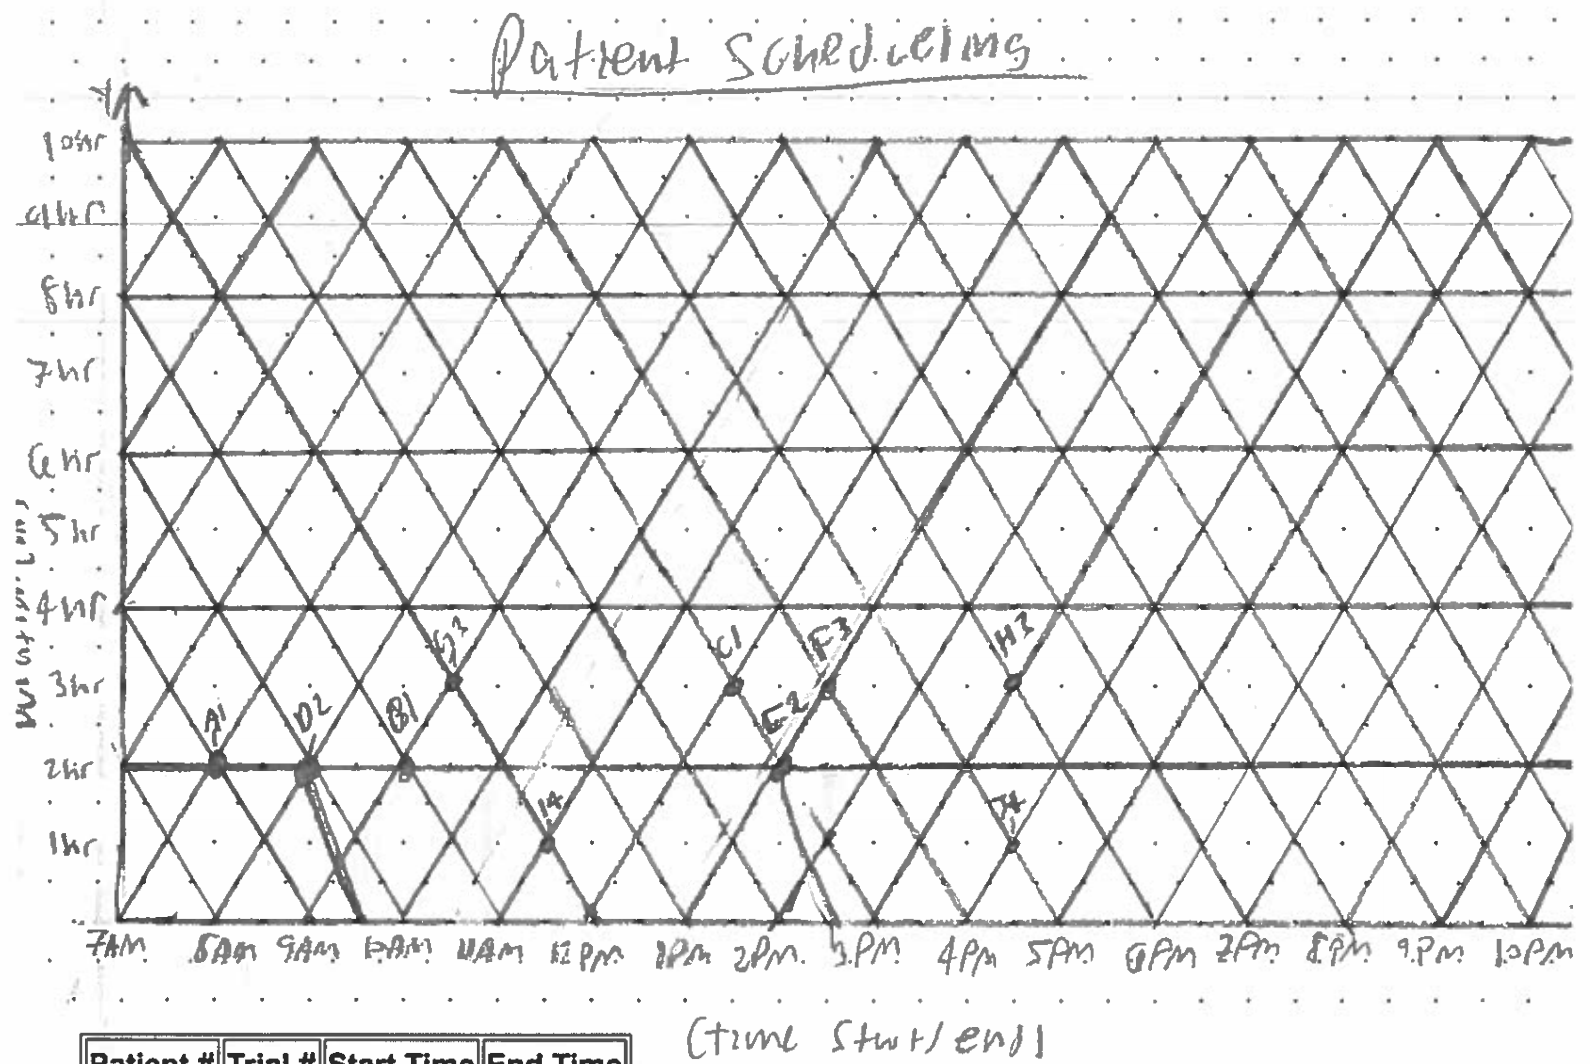 Patient Scheduling
Y
10hr
9hr
8hr
7hr
6hr
5hr
4hr
3hr
2hr
1hr
G3
C1
F3
H3
A1
D2
B1
E2
I4
J4
7AM 8AM 9AM 10AM 11AM 12PM 1PM 2PM 3PM 4PM 5PM 6PM 7PM 8PM 9PM 10PM
(time start/end)
Patient # Trial # Start Time End Time